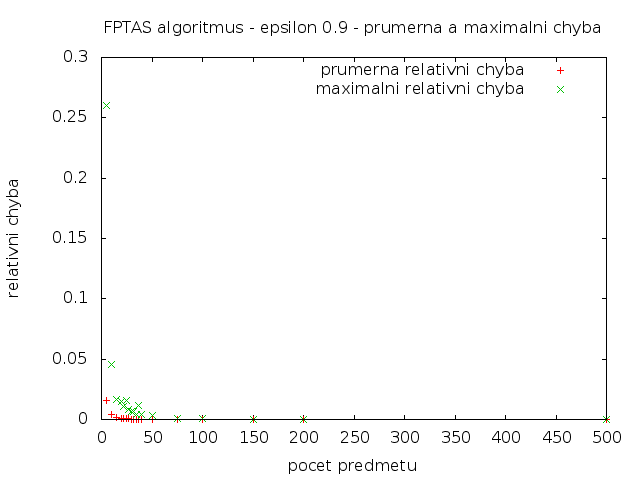 FPTAS algoritmus - epsilon 0.9 - prumerna a maximalni chyba
prumerna relativni chyba
maximalni relativni chyba
0.3
0.25
0.2
0.15
0.1
0.05
0
relativni chyba
0 50 100 150 200 250 300 350 400 450 500
pocet predmetu